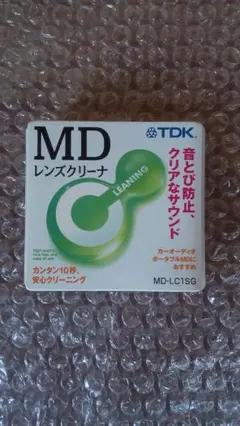 MD
レンズクリーナ
TDK
音とび防止、
クリアなサウンド
CLEANING
カーオーディオ
ポータブルMDに
おすすめ
カンタン10秒、
安心クリーニング
MD-LC1SG